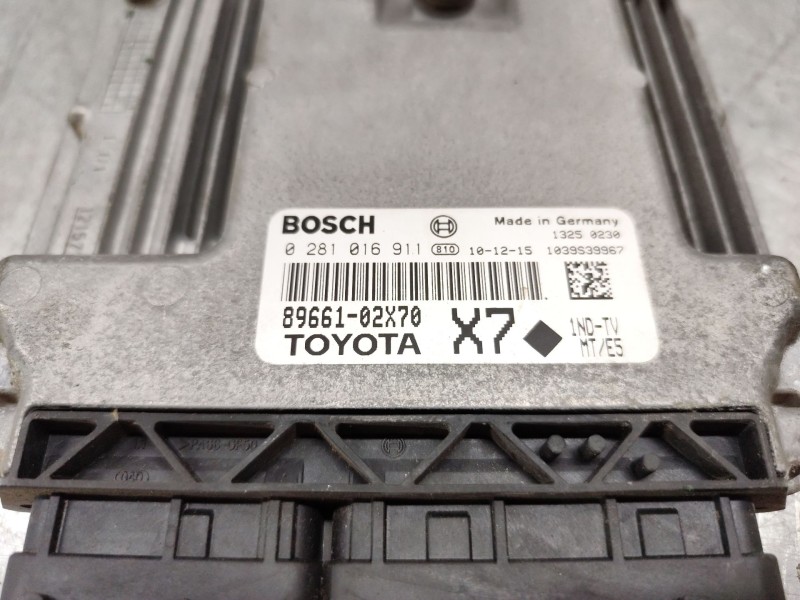 BOSCH Made in Germany
1325 0230
0 281 016 911 810 10-12-15 1039S39967
89661-02X70
TOYOTA X7 1ND-TV
MT/E5